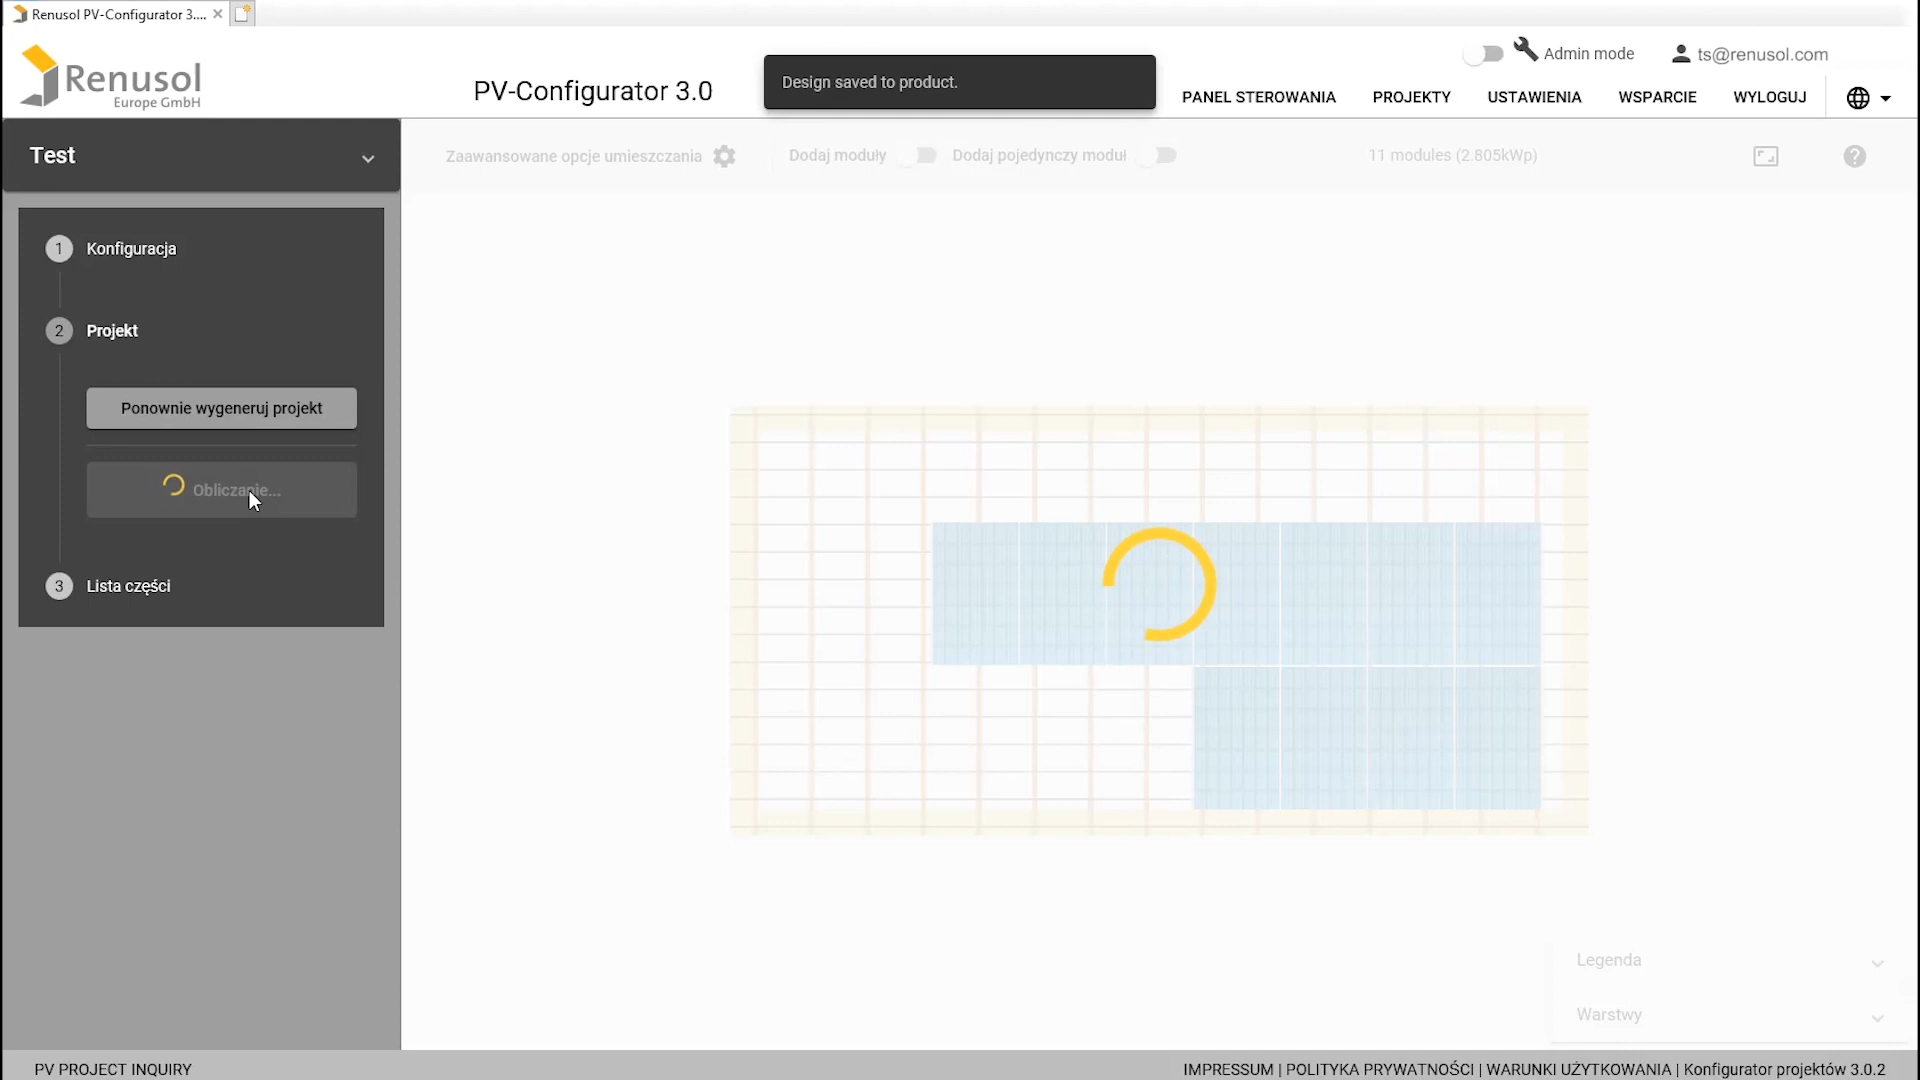 Renusol PV-Configurator 3....
Renusol
Europe GmbH
PV-Configurator 3.0
Design saved to product.
Admin mode
ts@renusol.com
PANEL STEROWANIA
PROJEKTY
USTAWIENIA
WSPARCIE
WYLOGUJ
Test
Zaawansowane opcje umieszczania
Dodaj moduły
Dodaj pojedynczy moduł
11 modules (2.805kWp)
1 Konfiguracja
2 Projekt
Ponownie wygeneruj projekt
Obliczanie...
3 Lista części
Legenda
Warstwy
PV PROJECT INQUIRY
IMPRESSUM | POLITYKA PRYWATNOŚCI | WARUNKI UŻYTKOWANIA | Konfigurator projektów 3.0.2